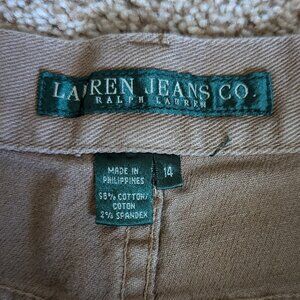 LAUREN JEANS CO.
RALPH LAUREN
MADE IN
PHILIPPINES
14
98% COTTON/
COTON
2% SPANDEX